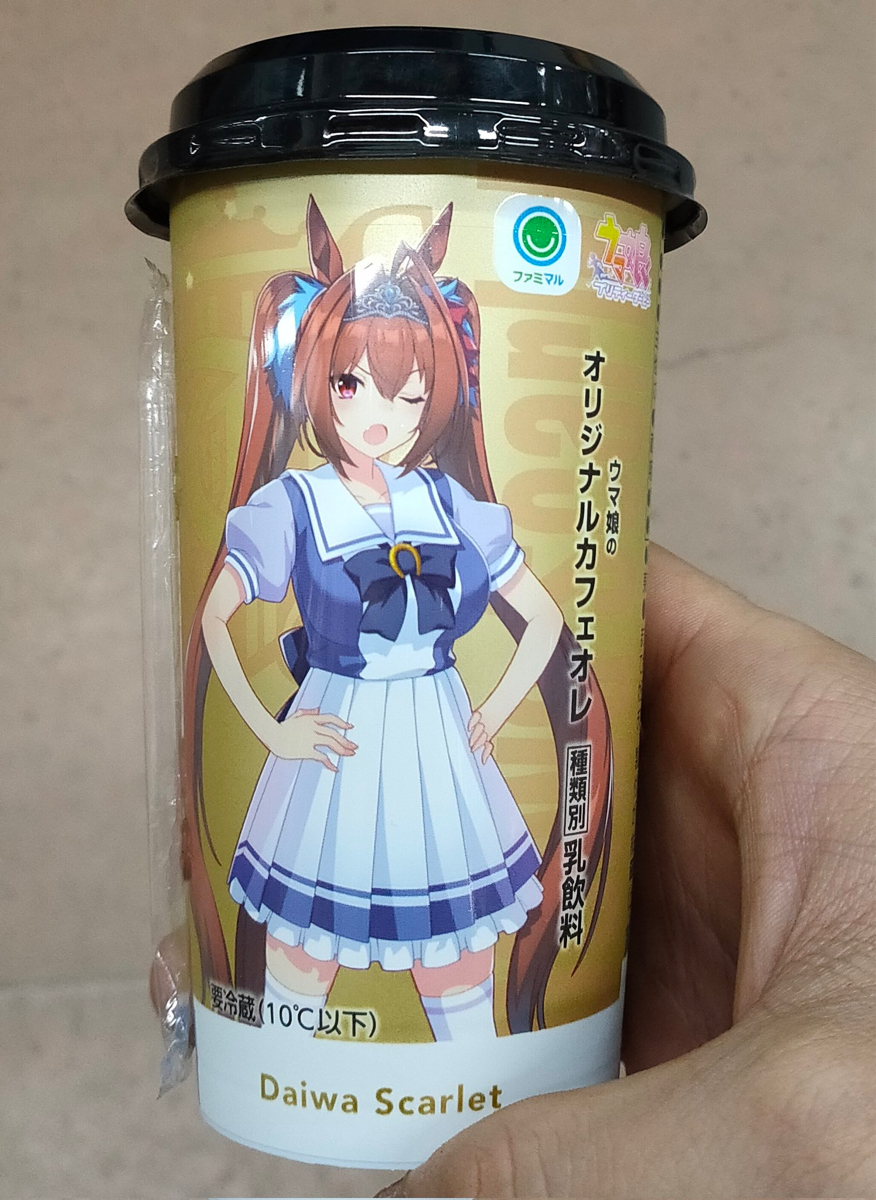 ファミマル
ウマ娘
プリティーダービー
ウマ娘の
オリジナルカフェオレ
種類別 乳飲料
要冷蔵(10℃以下)
Daiwa Scarlet